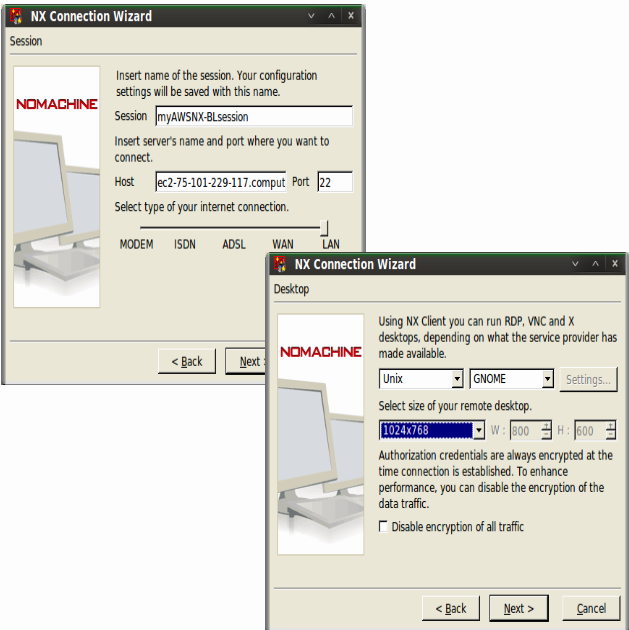 NX Connection Wizard
Session
NOMACHINE
Insert name of the session. Your configuration
settings will be saved with this name.
Session myAWSNX-BLsession
Insert server's name and port where you want to
connect.
Host ec2-75-101-229-117.comput Port 22
Select type of your internet connection.
MODEM ISDN ADSL WAN LAN
< Back Next >
NX Connection Wizard
Desktop
NOMACHINE
Using NX Client you can run RDP, VNC and X
desktops, depending on what the service provider has
made available.
Unix GNOME Settings...
Select size of your remote desktop.
1024x768 W : 800 H : 600
Authorization credentials are always encrypted at the
time connection is established. To enhance
performance, you can disable the encryption of the
data traffic.
Disable encryption of all traffic
< Back Next > Cancel